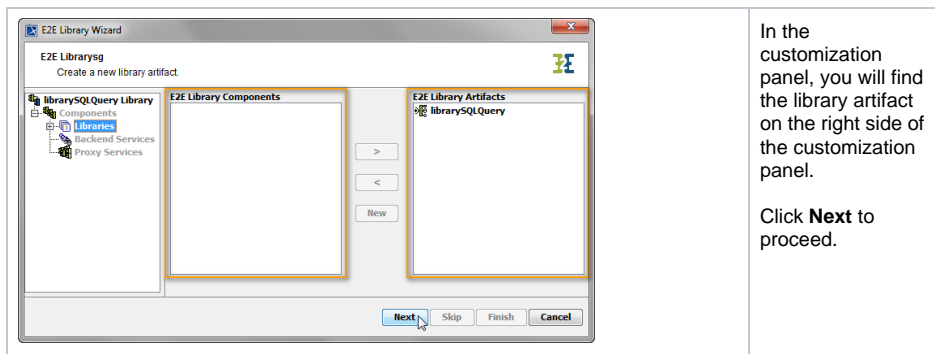 E2E Library Wizard
E2E Librarysg
Create a new library artifact.
librarySQLQuery Library
Components
Libraries
Backend Services
Proxy Services
E2E Library Components
>
<
New
E2E Library Artifacts
librarySQLQuery
Next
Skip
Finish
Cancel
In the
customization
panel, you will find
the library artifact
on the right side of
the customization
panel.
Click Next to
proceed.